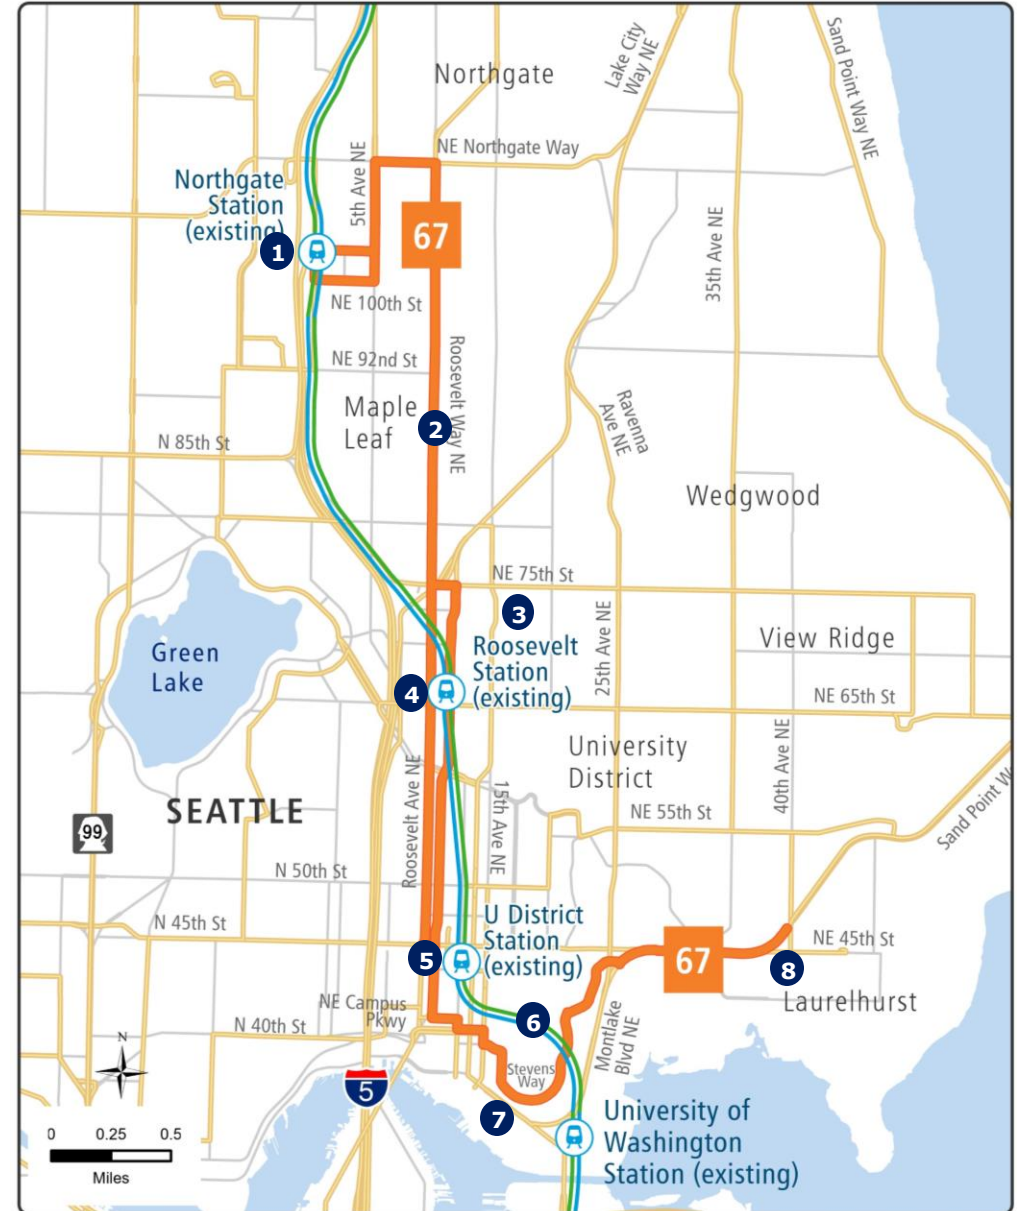 Northgate
Lake City
Way NE
Sand Point Way NE
NE Northgate Way
5th Ave NE
Northgate
Station
(existing)
1
67
35th Ave NE
NE 100th St
NE 92nd St
Roosevelt Way NE
Maple
Leaf
2
Ravenna
Ave NE
N 85th St
Wedgwood
NE 75th St
3
25th Ave NE
View Ridge
Green
Lake
Roosevelt
Station
(existing)
4
NE 65th St
University
District
40th Ave NE
Roosevelt Ave NE
15th Ave NE
SEATTLE
NE 55th St
Sand Point W
99
N 50th St
N 45th St
U District
Station
(existing)
5
67
NE 45th St
8
Laurelhurst
NE Campus
Pkwy
6
N 40th St
Montlake
Blvd NE
N
Stevens
Way
5
7
University of
Washington
Station (existing)
0 0.25 0.5
Miles